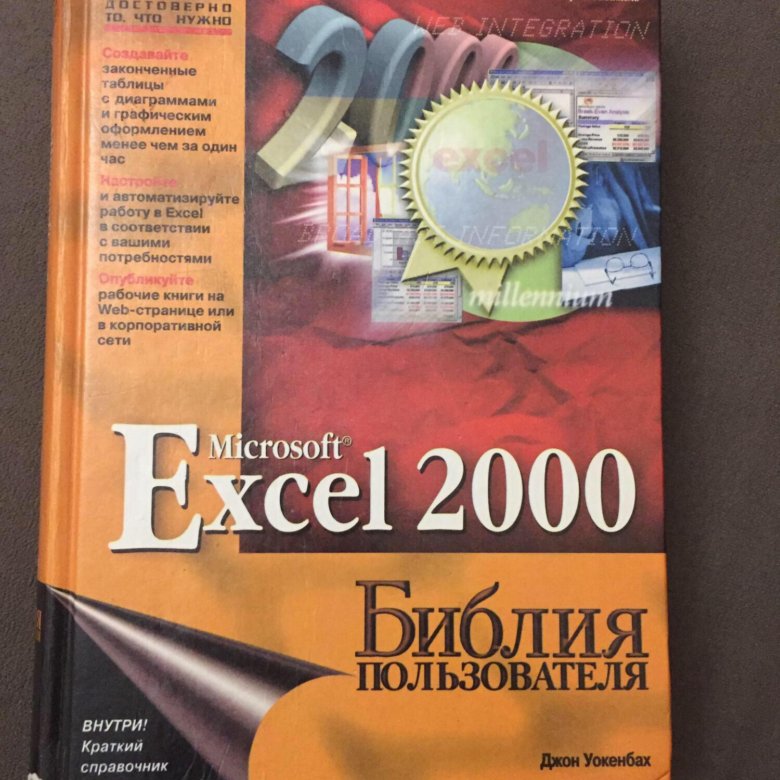 ДОСТОВЕРНО
ТО, ЧТО НУЖНО
Создавайте
законченные
таблицы
с диаграммами
и графическим
оформлением
менее чем за один
час
Настройте
и автоматизируйте
работу в Excel
в соответствии
с вашими
потребностями
Опубликуйте
рабочие книги на
Web-странице или
в корпоративной
сети
WEB INTEGRATION
2000
excel
INFORMATION
millennium
Microsoft®
Excel 2000
Библия
ПОЛЬЗОВАТЕЛЯ
ВНУТРИ!
Краткий
справочник
Джон Уокенбах